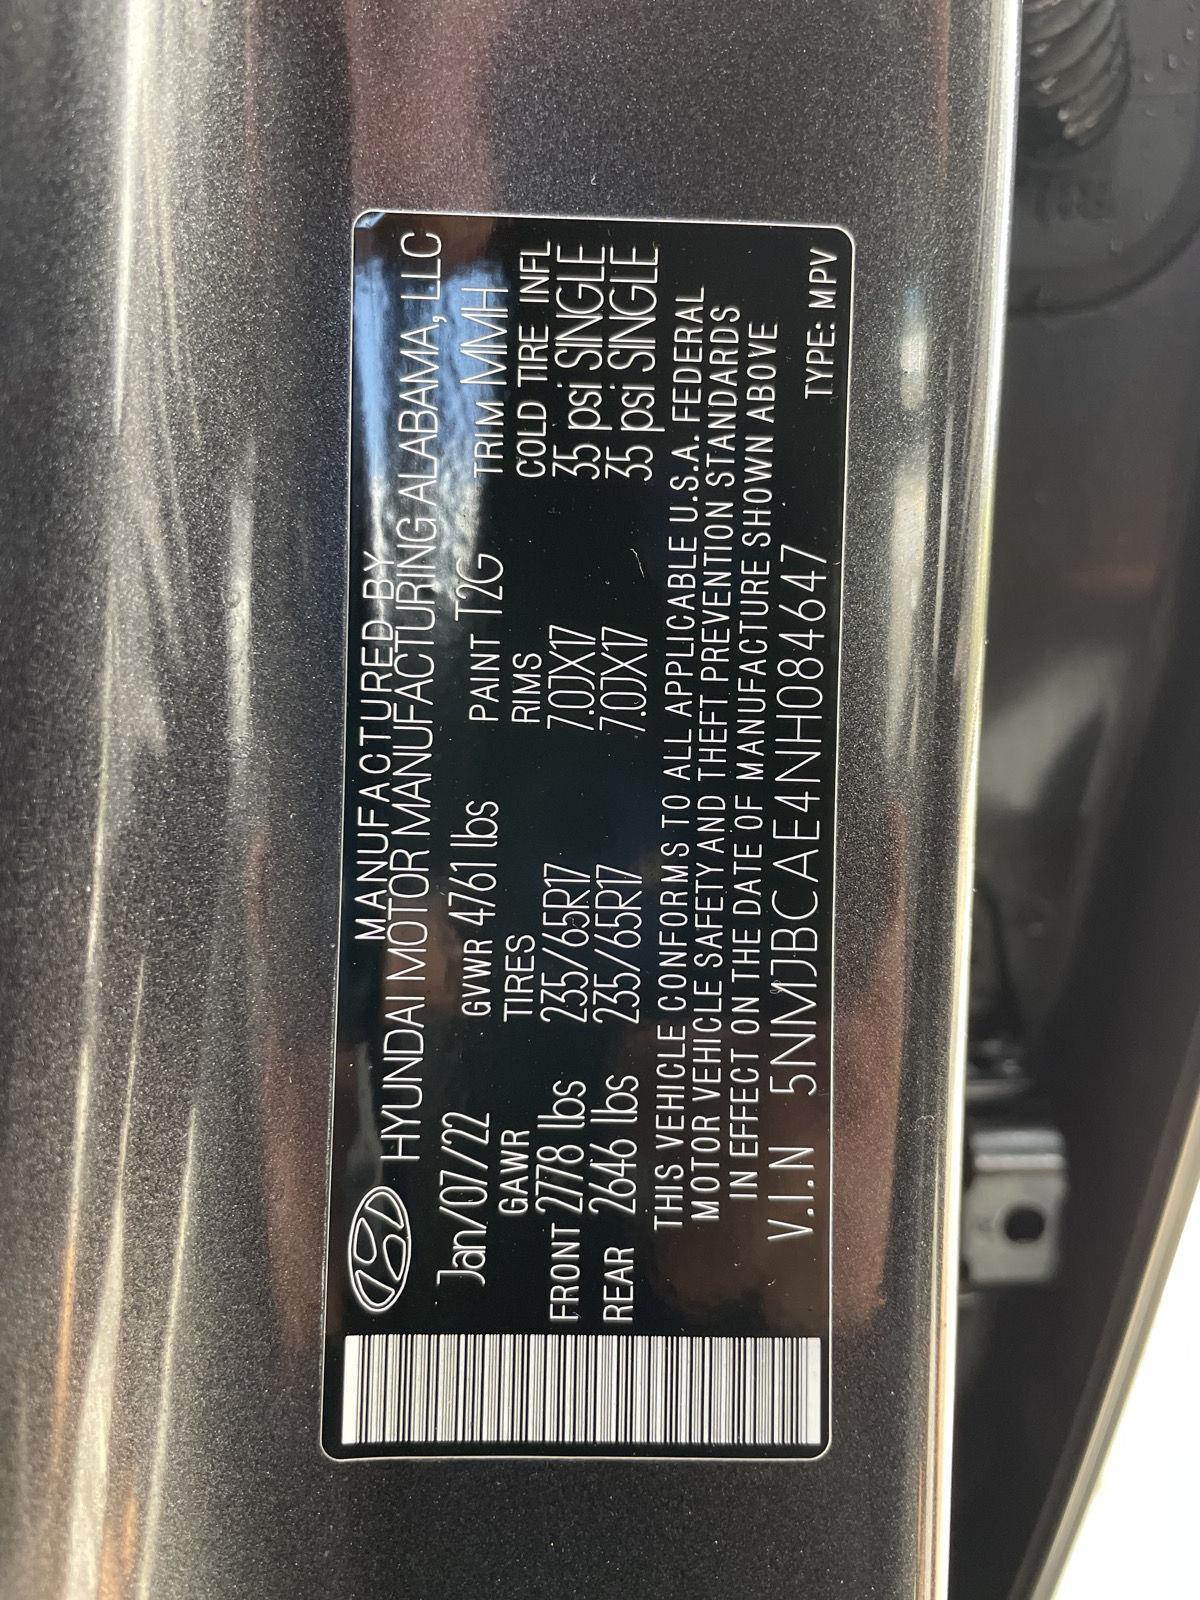 MANUFACTURED BY
HYUNDAI MOTOR MANUFACTURING ALABAMA, LLC
Jan/07/22 GVWR 4761 lbs PAINT T2G TRIM MMH
GAWR TIRES RIMS COLD TIRE INFL
FRONT 2778 lbs 235/65R17 7.0JX17 35 psi SINGLE
REAR 2646 lbs 235/65R17 7.0JX17 35 psi SINGLE
THIS VEHICLE CONFORMS TO ALL APPLICABLE U.S.A. FEDERAL
MOTOR VEHICLE SAFETY AND THEFT PREVENTION STANDARDS
IN EFFECT ON THE DATE OF MANUFACTURE SHOWN ABOVE
V.I.N 5NMJBCAE4NH084647 TYPE: MPV